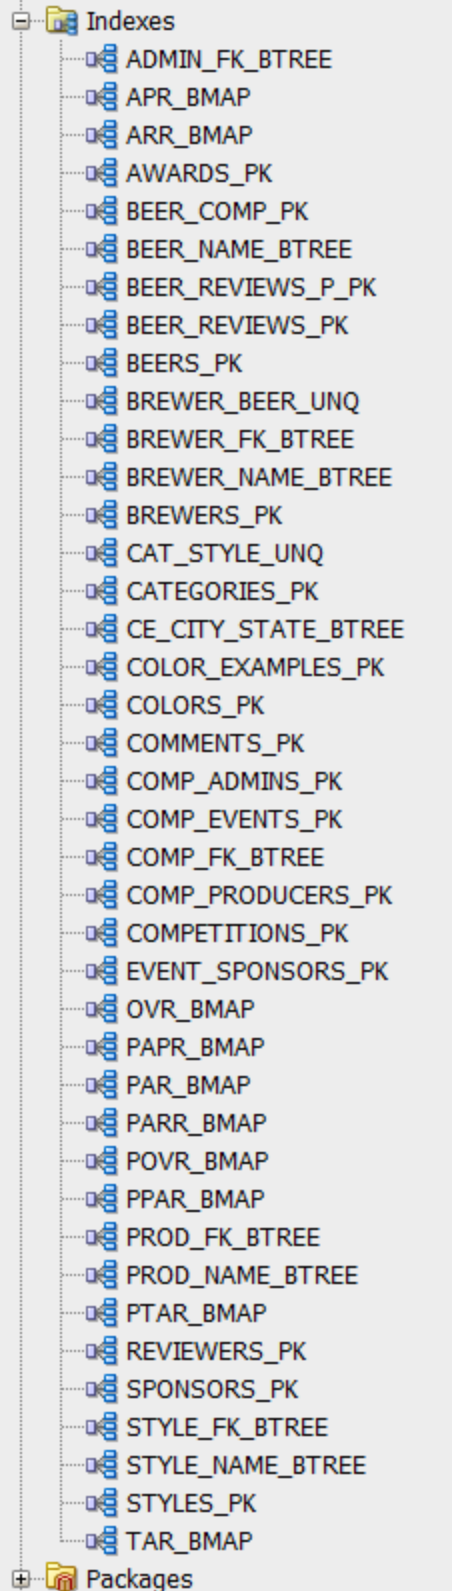 Indexes
ADMIN_FK_BTREE
APR_BMAP
ARR_BMAP
AWARDS_PK
BEER_COMP_PK
BEER_NAME_BTREE
BEER_REVIEWS_P_PK
BEER_REVIEWS_PK
BEERS_PK
BREWER_BEER_UNQ
BREWER_FK_BTREE
BREWER_NAME_BTREE
BREWERS_PK
CAT_STYLE_UNQ
CATEGORIES_PK
CE_CITY_STATE_BTREE
COLOR_EXAMPLES_PK
COLORS_PK
COMMENTS_PK
COMP_ADMINS_PK
COMP_EVENTS_PK
COMP_FK_BTREE
COMP_PRODUCERS_PK
COMPETITIONS_PK
EVENT_SPONSORS_PK
OVR_BMAP
PAPR_BMAP
PAR_BMAP
PARR_BMAP
POVR_BMAP
PPAR_BMAP
PROD_FK_BTREE
PROD_NAME_BTREE
PTAR_BMAP
REVIEWERS_PK
SPONSORS_PK
STYLE_FK_BTREE
STYLE_NAME_BTREE
STYLES_PK
TAR_BMAP
Packages